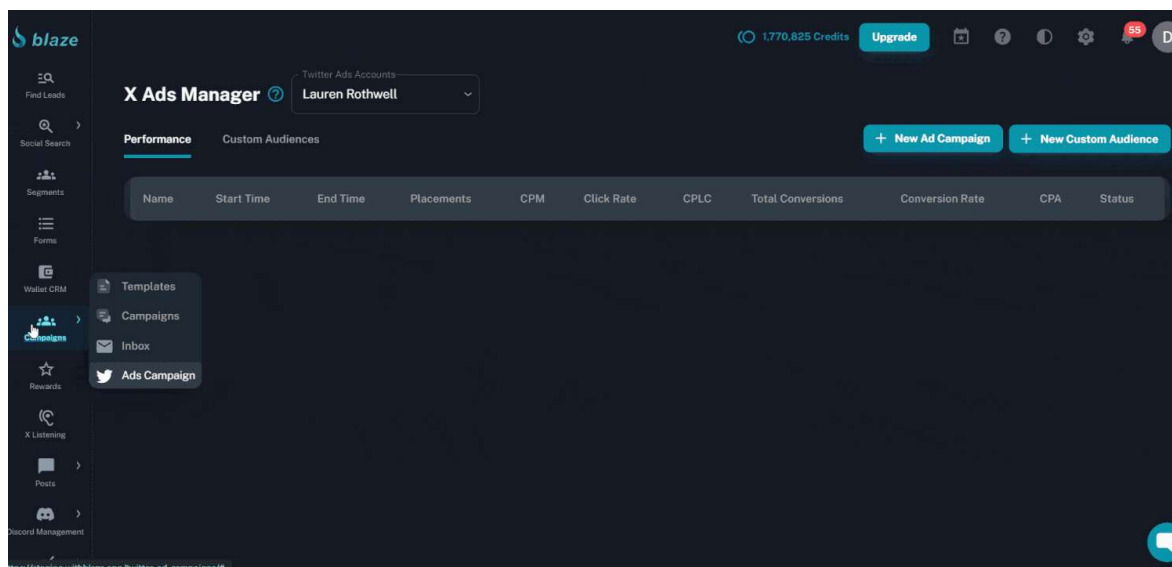 blaze
1,770,825 Credits
Upgrade
55
D
Find Leads
Social Search
Segments
Forms
Wallet CRM
Campaigns
Rewards
X Listening
Posts
Discord Management
X Ads Manager
Twitter Ads Accounts
Lauren Rothwell
Performance Custom Audiences
+ New Ad Campaign + New Custom Audience
Name Start Time End Time Placements CPM Click Rate CPLC Total Conversions Conversion Rate CPA Status
Templates
Campaigns
Inbox
Ads Campaign